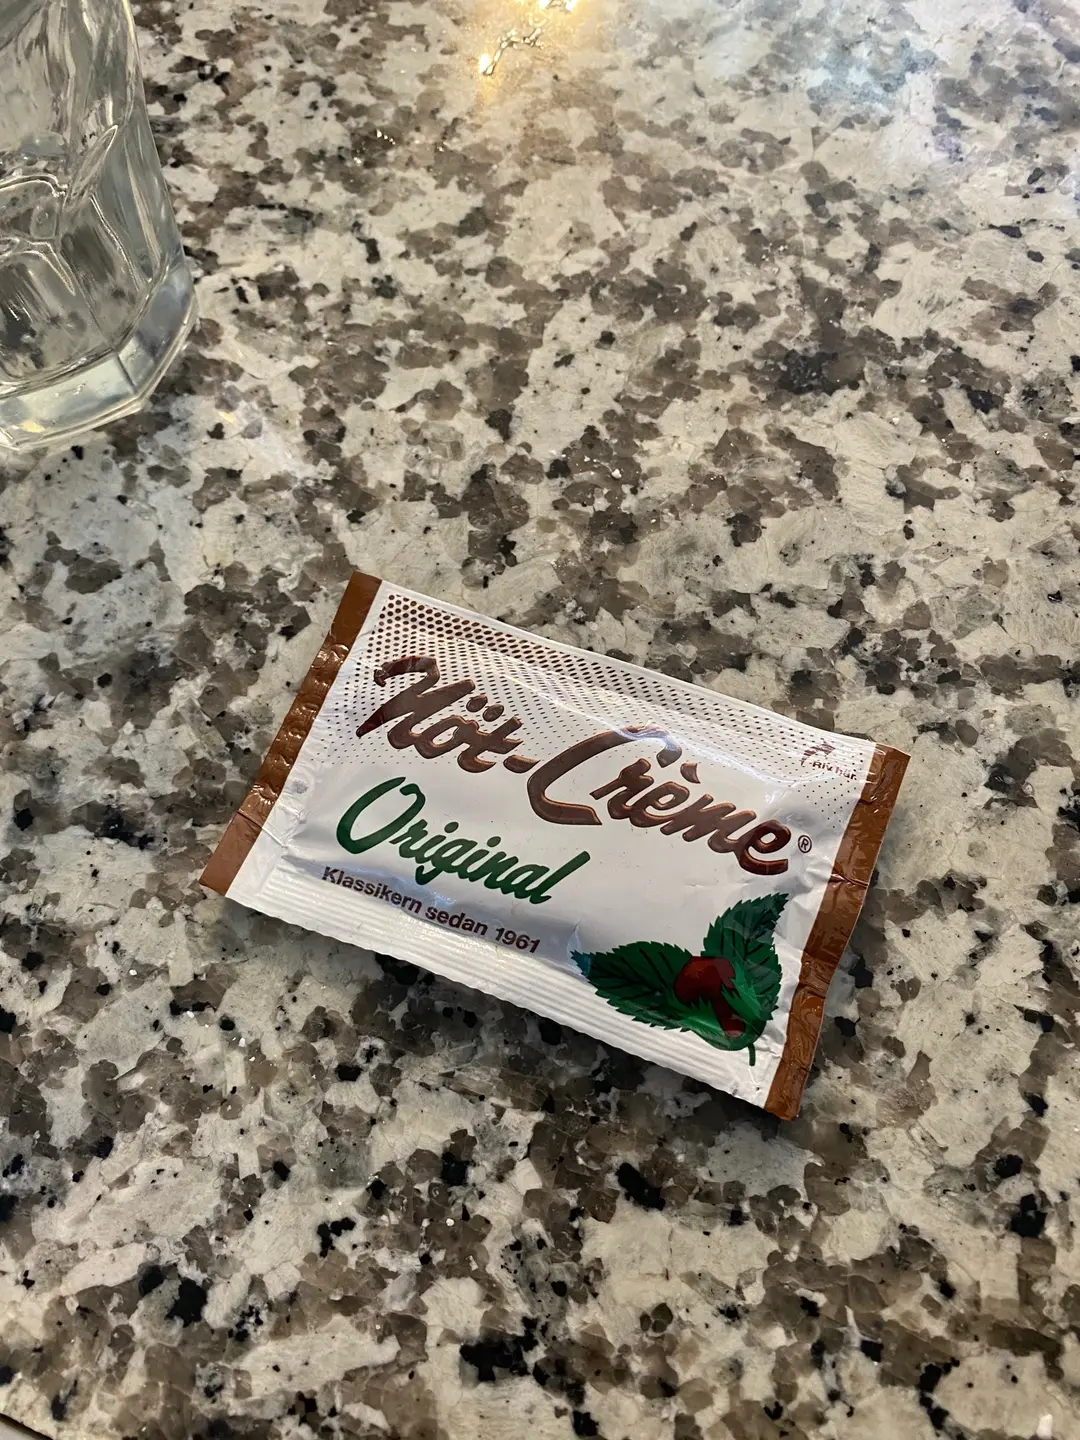 Nöt-Crème®
Original
Klassikern sedan 1961